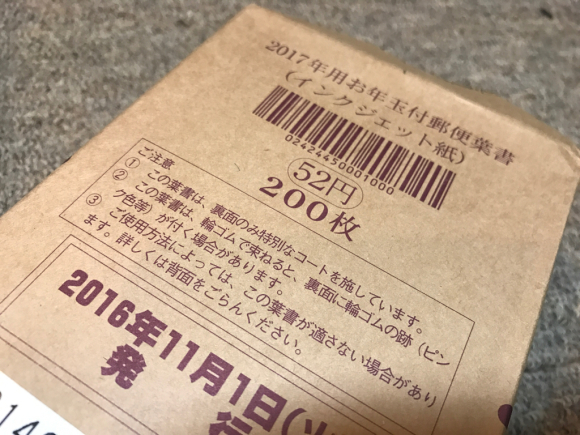 2017年用お年玉付郵便葉書
(インクジェット紙)
02424450001000
52円
200枚
ご注意
① この葉書は、裏面のみ特別なコートを施しています。
② この葉書は、輪ゴムで束ねると、裏面に輪ゴムの跡(ピン
ク色等)が付く場合があります。
③ ご使用方法によっては、この葉書が適さない場合があり
ます。詳しくは背面をごらんください。
2016年11月1日(火
発 行